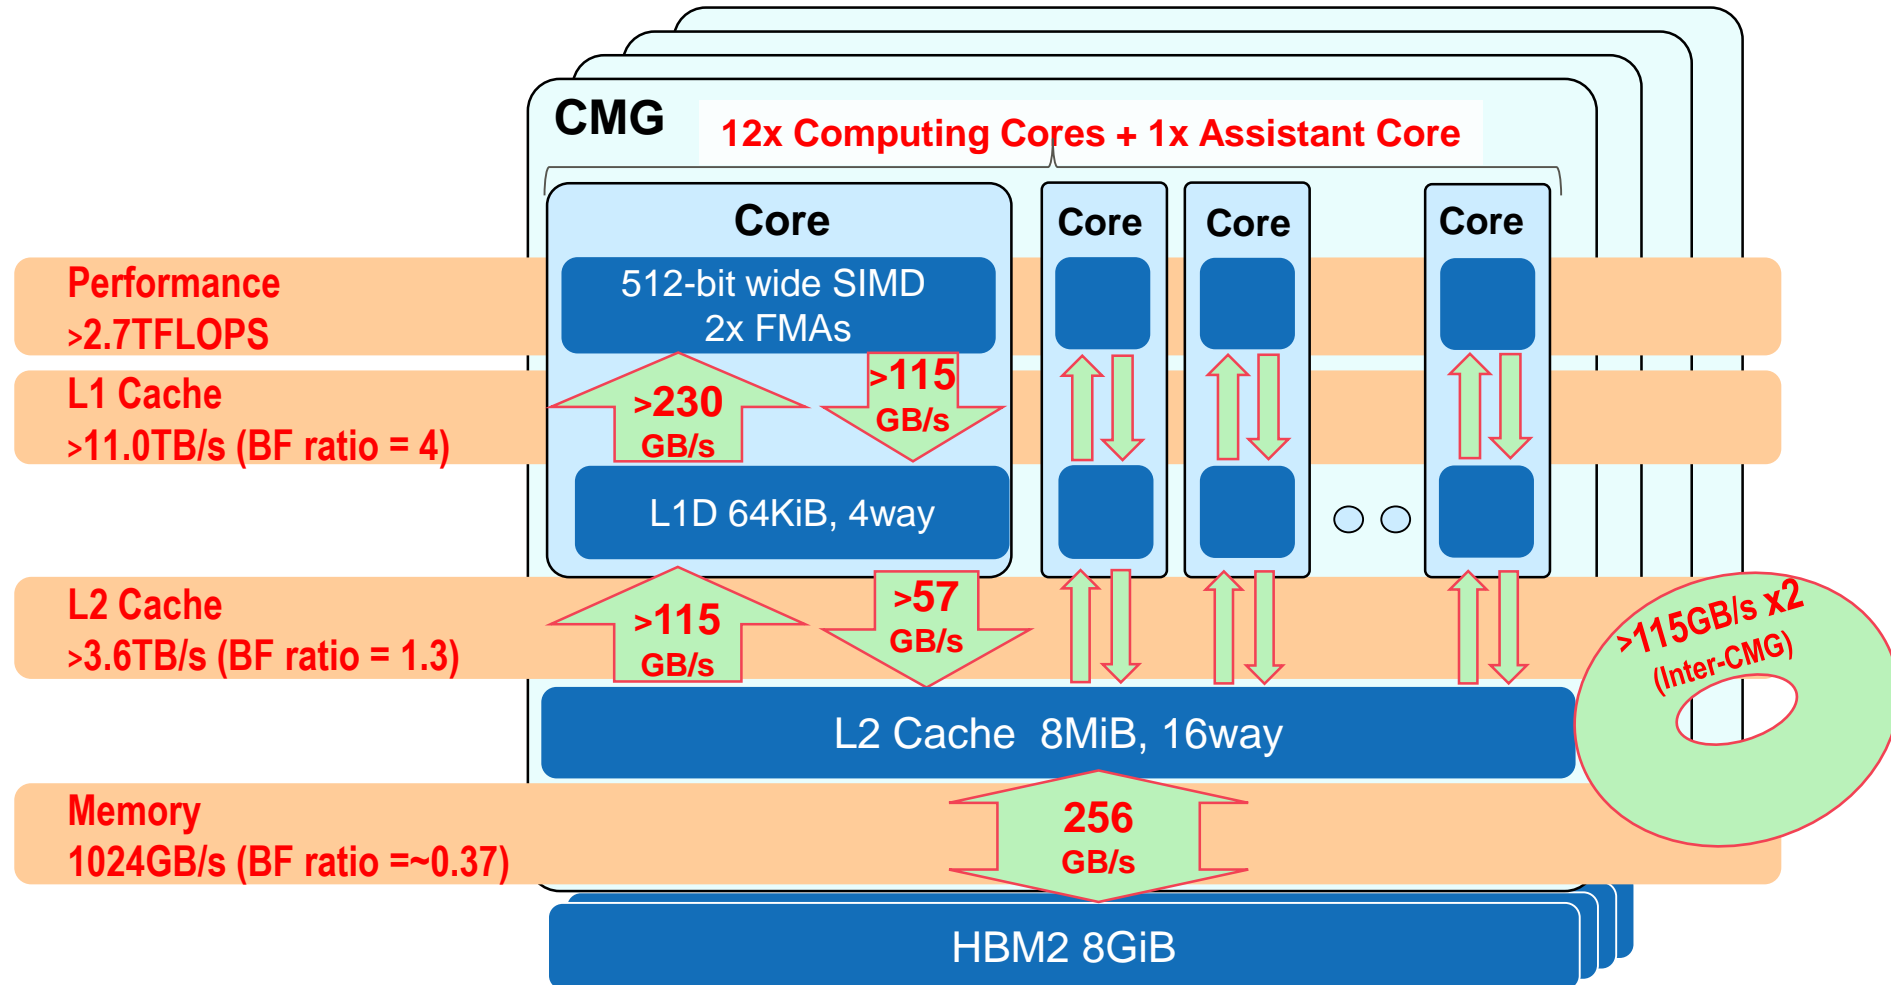 CMG
12x Computing Cores + 1x Assistant Core
Core
Core
Core
Core
Performance
>2.7TFLOPS
512-bit wide SIMD
2x FMAs
L1 Cache
>11.0TB/s (BF ratio = 4)
>230
GB/s
>115
GB/s
L1D 64KiB, 4way
L2 Cache
>3.6TB/s (BF ratio = 1.3)
>115
GB/s
>57
GB/s
>115GB/s x2
(Inter-CMG)
L2 Cache 8MiB, 16way
Memory
1024GB/s (BF ratio =~0.37)
256
GB/s
HBM2 8GiB